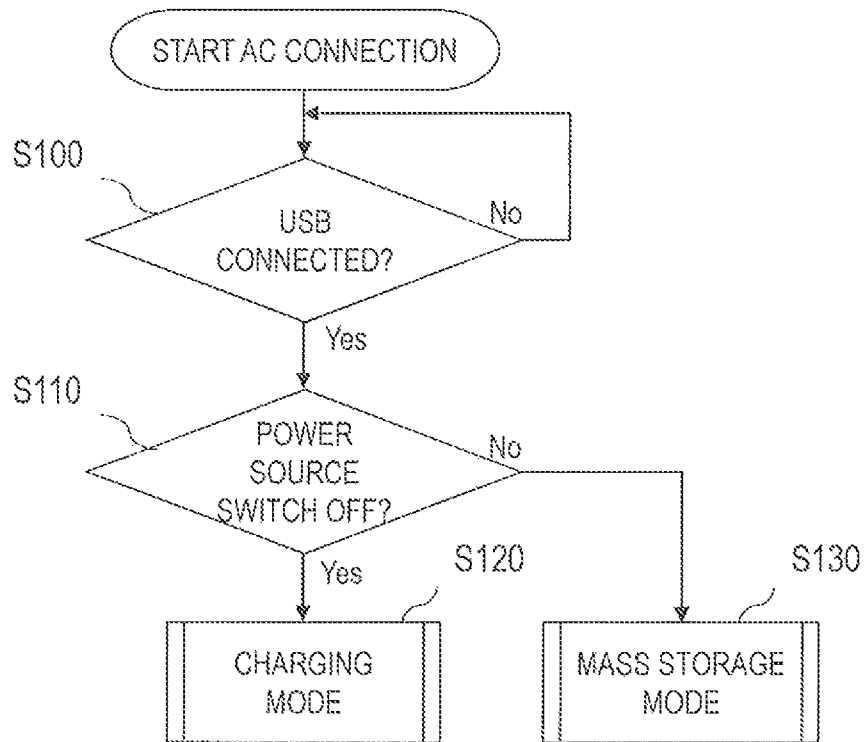 START AC CONNECTION
S100
USB
CONNECTED?
No
Yes
S110
POWER
SOURCE
SWITCH OFF?
No
Yes
S120
S130
CHARGING
MODE
MASS STORAGE
MODE